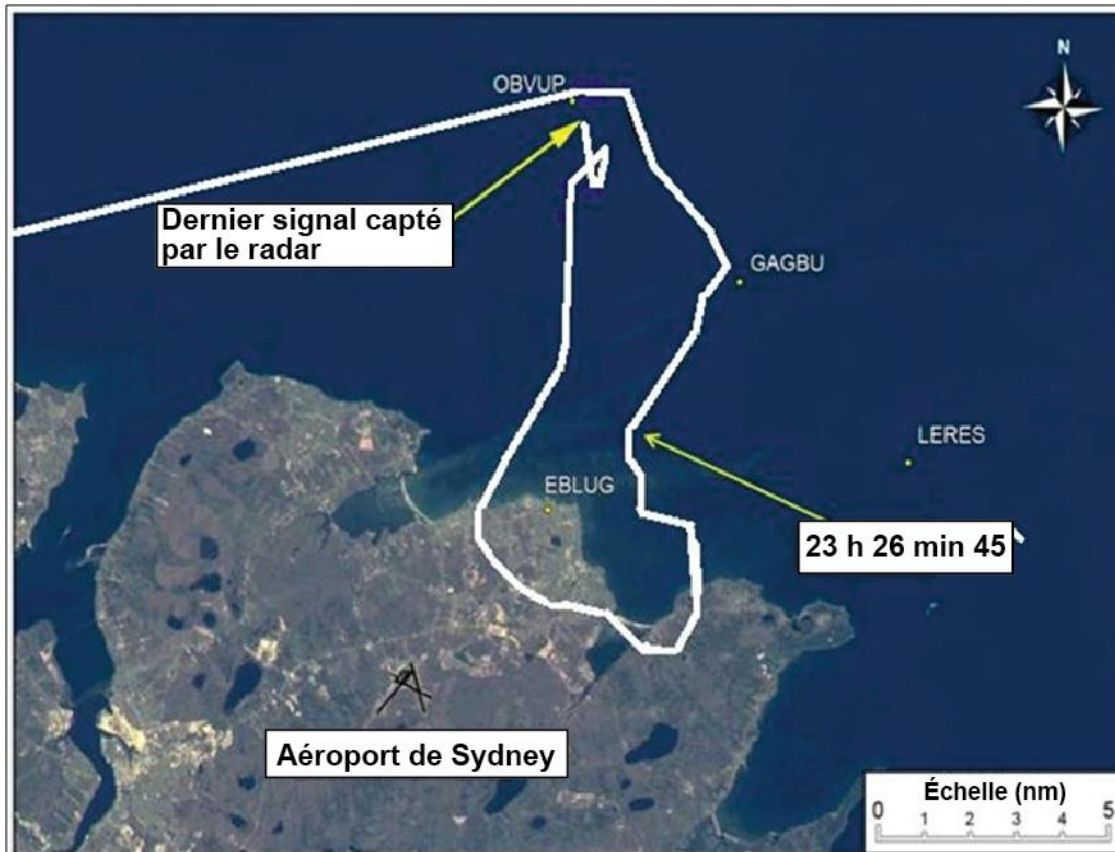 N
OBVUP
Dernier signal capté
par le radar
GAGBU
LERES
EBLUG
23 h 26 min 45
Aéroport de Sydney
Échelle (nm)
0 1 2 3 4 5